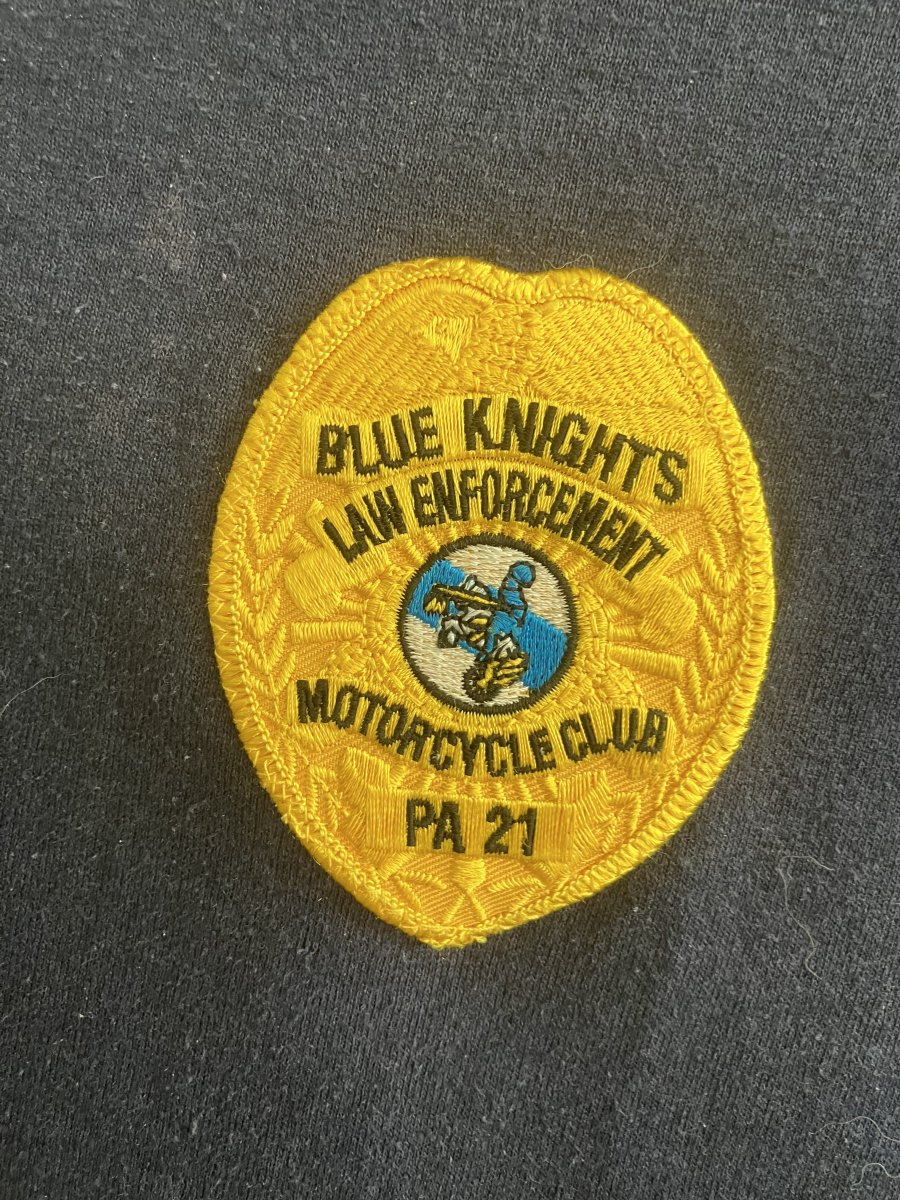 BLUE KNIGHTS
LAW ENFORCEMENT
MOTORCYCLE CLUB
PA 21